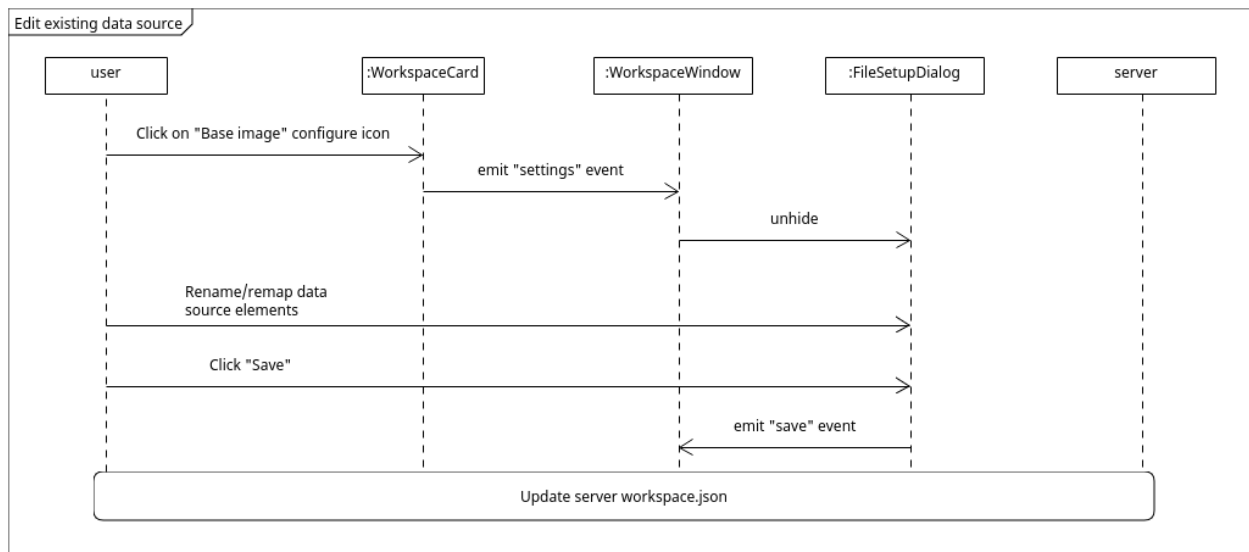 Edit existing data source
user
:WorkspaceCard
:WorkspaceWindow
:FileSetupDialog
server
Click on "Base image" configure icon
emit "settings" event
unhide
Rename/remap data
source elements
Click "Save"
emit "save" event
Update server workspace.json